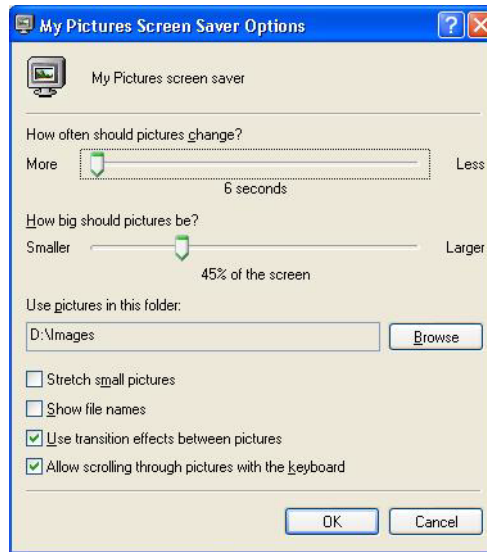 My Pictures Screen Saver Options
My Pictures screen saver
How often should pictures change?
More Less
6 seconds
How big should pictures be?
Smaller Larger
45% of the screen
Use pictures in this folder:
D:\Images Browse
Stretch small pictures
Show file names
Use transition effects between pictures
Allow scrolling through pictures with the keyboard
OK Cancel